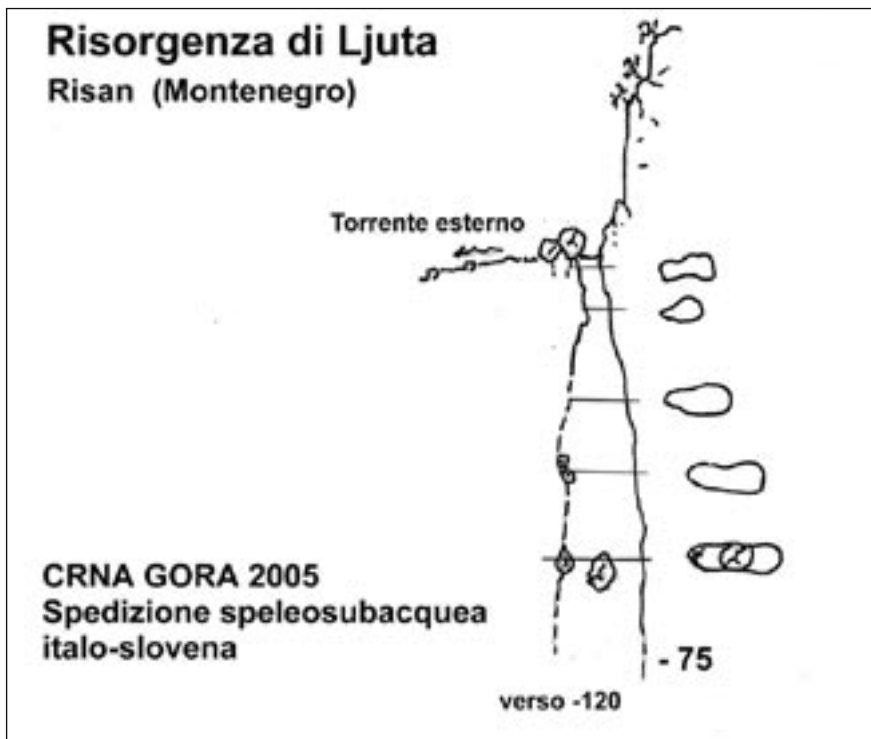 Risorgenza di Ljuta
Risan (Montenegro)
Torrente esterno
CRNA GORA 2005
Spedizione speleosubacquea
italo-slovena
- 75
verso -120